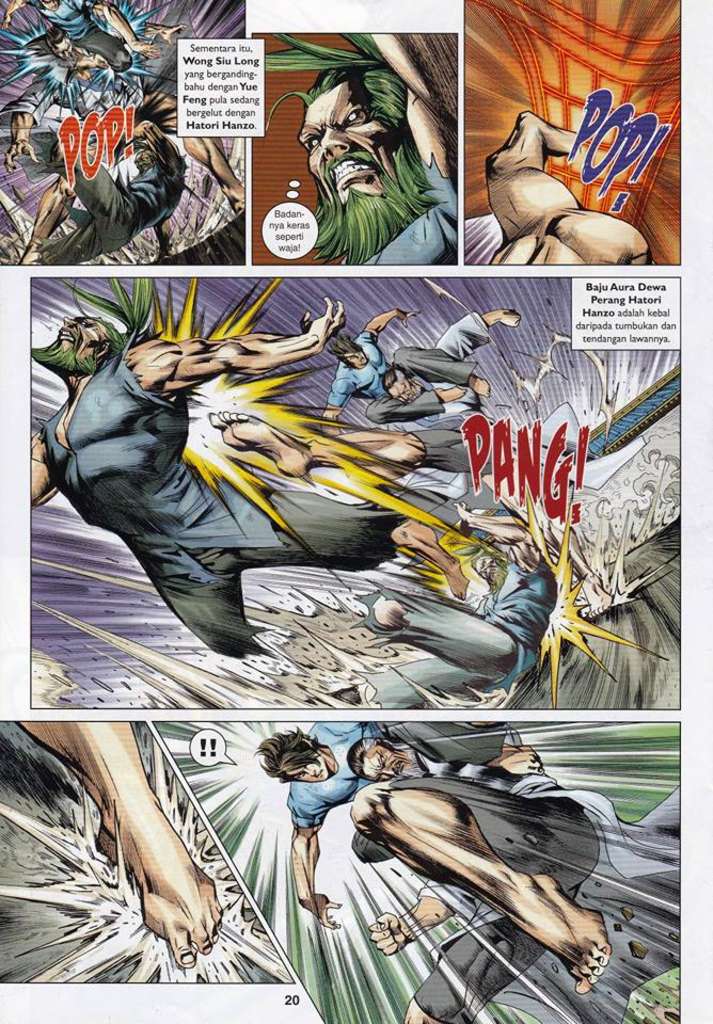 Sementara itu,
Wong Siu Long
yang berganding-
bahu dengan Yue
Feng pula sedang
bergelut dengan
Hatori Hanzo.
POP!
Badan-
nya keras
seperti
waja!
POP!
Baju Aura Dewa
Perang Hatori
Hanzo adalah kebal
daripada tumbukan dan
tendangan lawannya.
PANG!
!!
20